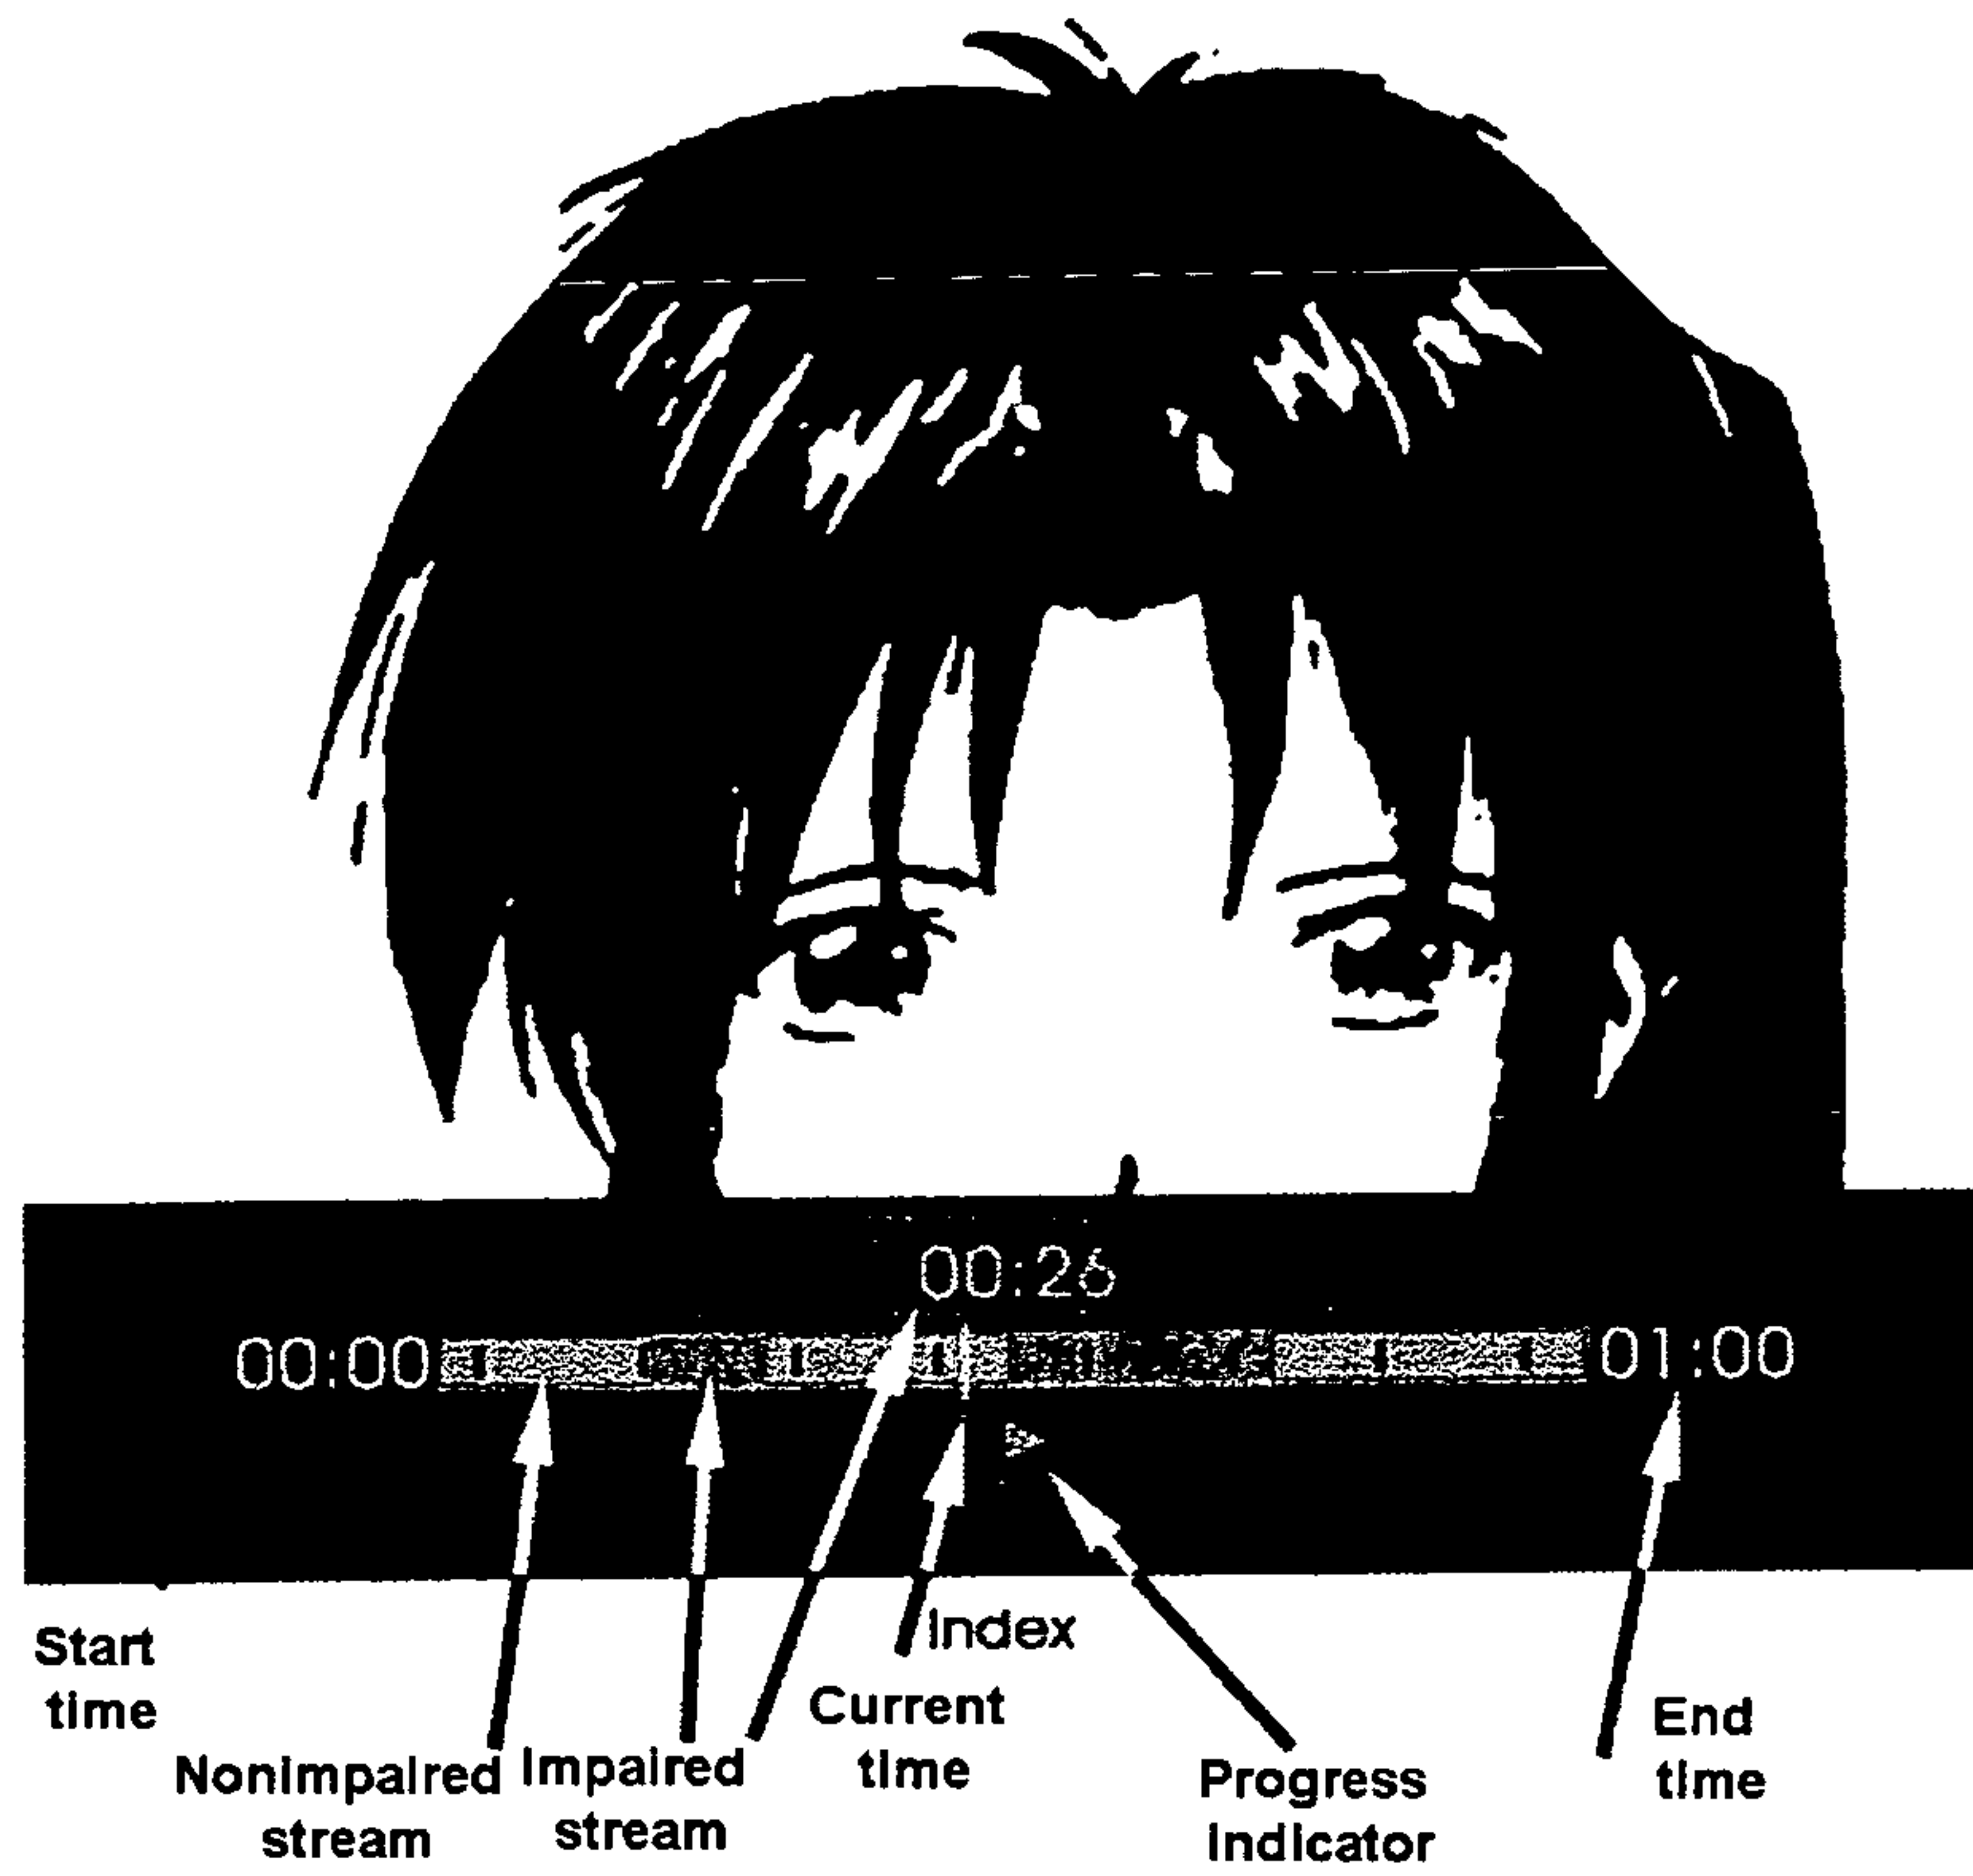 00:26
00:00
01:00
Start
time
Nonimpaired
stream
Impaired
stream
Current
time
Index
Progress
indicator
End
time